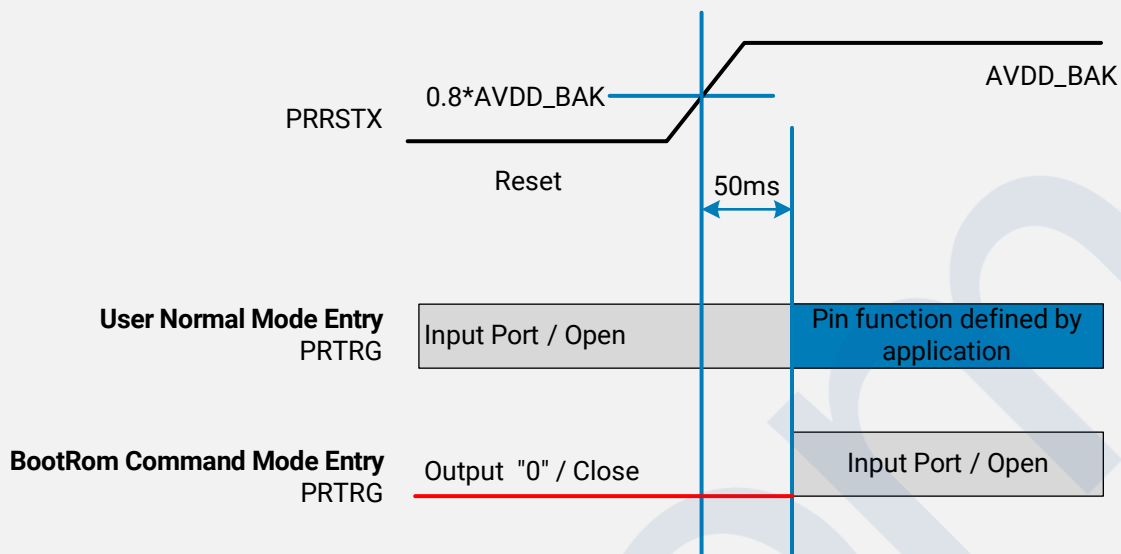 AVDD_BAK
0.8*AVDD_BAK
PRRSTX
Reset
50ms
User Normal Mode Entry
PRTRG
Input Port / Open
Pin function defined by
application
BootRom Command Mode Entry
PRTRG
Output "0" / Close
Input Port / Open